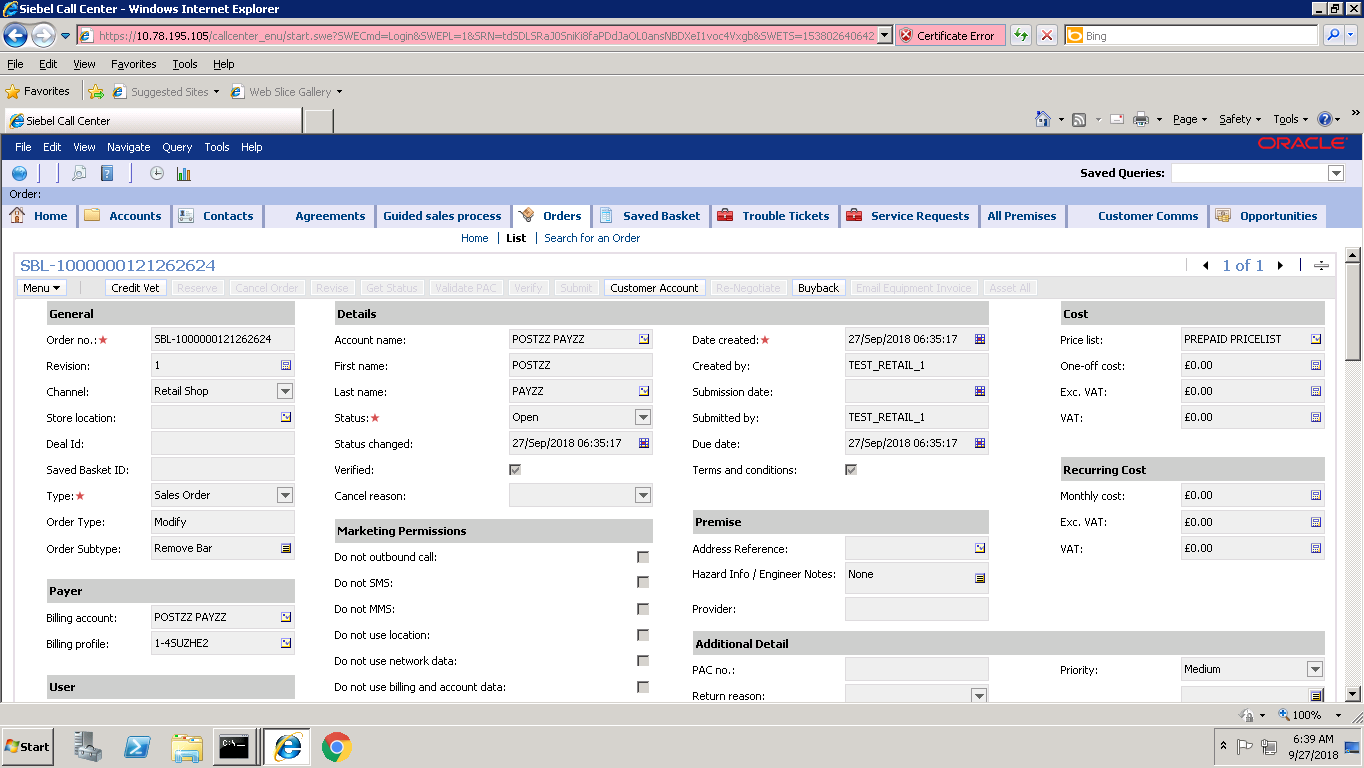 Siebel Call Center - Windows Internet Explorer
https://10.78.195.105/callcenter_enu/start.swe?SWECmd=Login&SWEPL=1&SRN= Certificate Error Bing
File Edit View Favorites Tools Help
Favorites Suggested Sites Web Slice Gallery
Siebel Call Center Page Safety Tools »
File Edit View Navigate Query Tools Help ORACLE
Saved Queries:
Order:
Home Accounts Contacts Agreements Guided sales process Orders Saved Basket Trouble Tickets Service Requests All Premises Customer Comms Opportunities
Home List Search for an Order
SBL-1000000121262624 1 of 1
Menu Credit Vet Reserve Cancel Order Revise Get Status Validate PAC Verify Submit Customer Account Re-Negotiate Buyback Email Equipment Invoice Asset All
General Details Cost
Order no.:★ SBL-1000000121262624 Account name: POSTZZ PAYZZ Date created:★ 27/Sep/2018 06:35:17 Price list: PREPAID PRICELIST
Revision: 1 First name: POSTZZ Created by: TEST_RETAIL_1 One-off cost: £0.00
Channel: Retail Shop Last name: PAYZZ Submission date: Exc. VAT: £0.00
Store location: Status:★ Open Submitted by: TEST_RETAIL_1 VAT: £0.00
Deal Id: Status changed: 27/Sep/2018 06:35:17 Due date: 27/Sep/2018 06:35:17
Saved Basket ID: Verified: Terms and conditions: Recurring Cost
Type:★ Sales Order Cancel reason: Monthly cost: £0.00
Order Type: Modify Marketing Permissions Premise Exc. VAT: £0.00
Order Subtype: Remove Bar Do not outbound call: Address Reference: VAT: £0.00
Do not SMS: Hazard Info / Engineer Notes: None
Payer
Do not MMS: Provider:
Billing account: POSTZZ PAYZZ Do not use location:
Billing profile: 1-4SUZHE2 Additional Detail
Do not use network data: PAC no.: Priority: Medium
User Do not use billing and account data: Return reason:
100%
Start 6:39 AM
9/27/2018